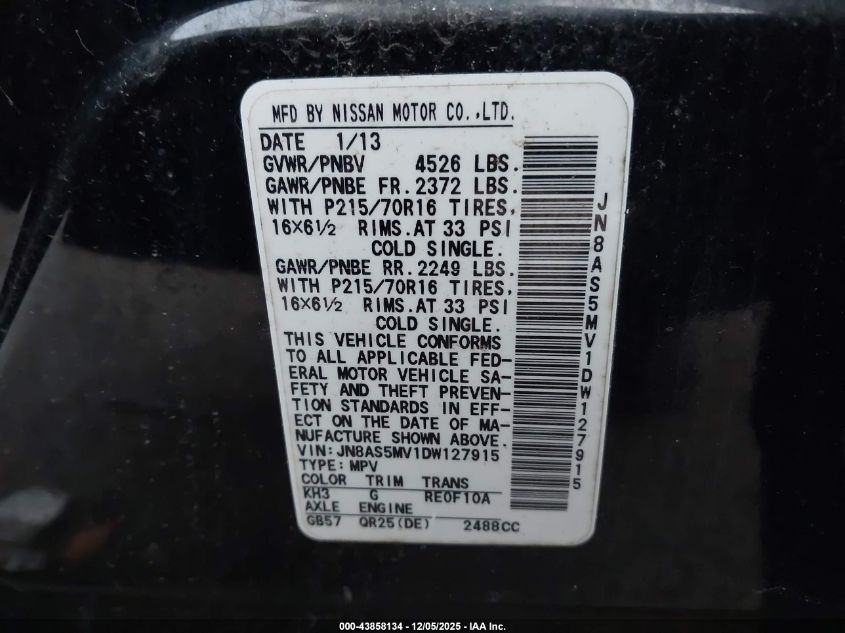 MFD BY NISSAN MOTOR CO.,LTD.
DATE 1/13
GVWR/PNBV 4526 LBS.
GAWR/PNBE FR.2372 LBS.
WITH P215/70R16 TIRES,
16×6½ RIMS.AT 33 PSI
COLD SINGLE.
GAWR/PNBE RR.2249 LBS.
WITH P215/70R16 TIRES,
16×6½ RIMS.AT 33 PSI
COLD SINGLE.
THIS VEHICLE CONFORMS
TO ALL APPLICABLE FED-
ERAL MOTOR VEHICLE SA-
FETY AND THEFT PREVEN-
TION STANDARDS IN EFF-
ECT ON THE DATE OF MA-
NUFACTURE SHOWN ABOVE.
VIN:JN8AS5MV1DW127915
TYPE:MPV
COLOR TRIM TRANS
KH3 G RE0F10A
AXLE ENGINE
GB57 QR25(DE) 2488CC
JN8AS5MV1DW127915
000-43858134 - 12/05/2025 - IAA Inc.